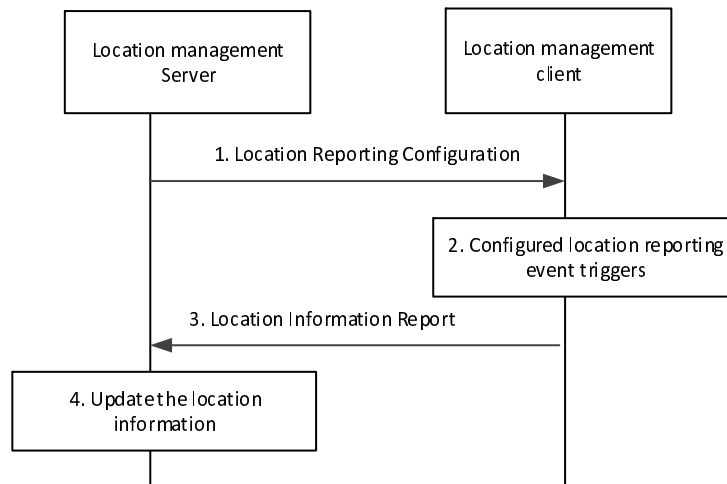 Location management
Server
Location management
client
1. Location Reporting Configuration
2. Configured location reporting
event triggers
3. Location Information Report
4. Update the location
information